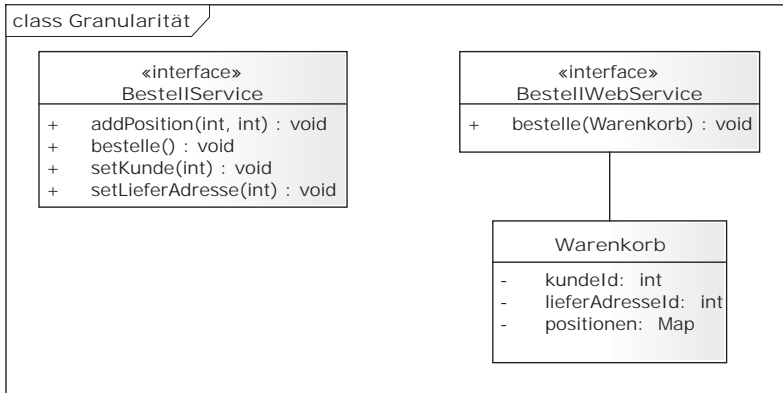 class Granularität
«interface»
BestellService
+ addPosition(int, int) : void
+ bestelle() : void
+ setKunde(int) : void
+ setLieferAdresse(int) : void
«interface»
BestellWebService
+ bestelle(Warenkorb) : void
Warenkorb
- kundeId: int
- lieferAdresseId: int
- positionen: Map